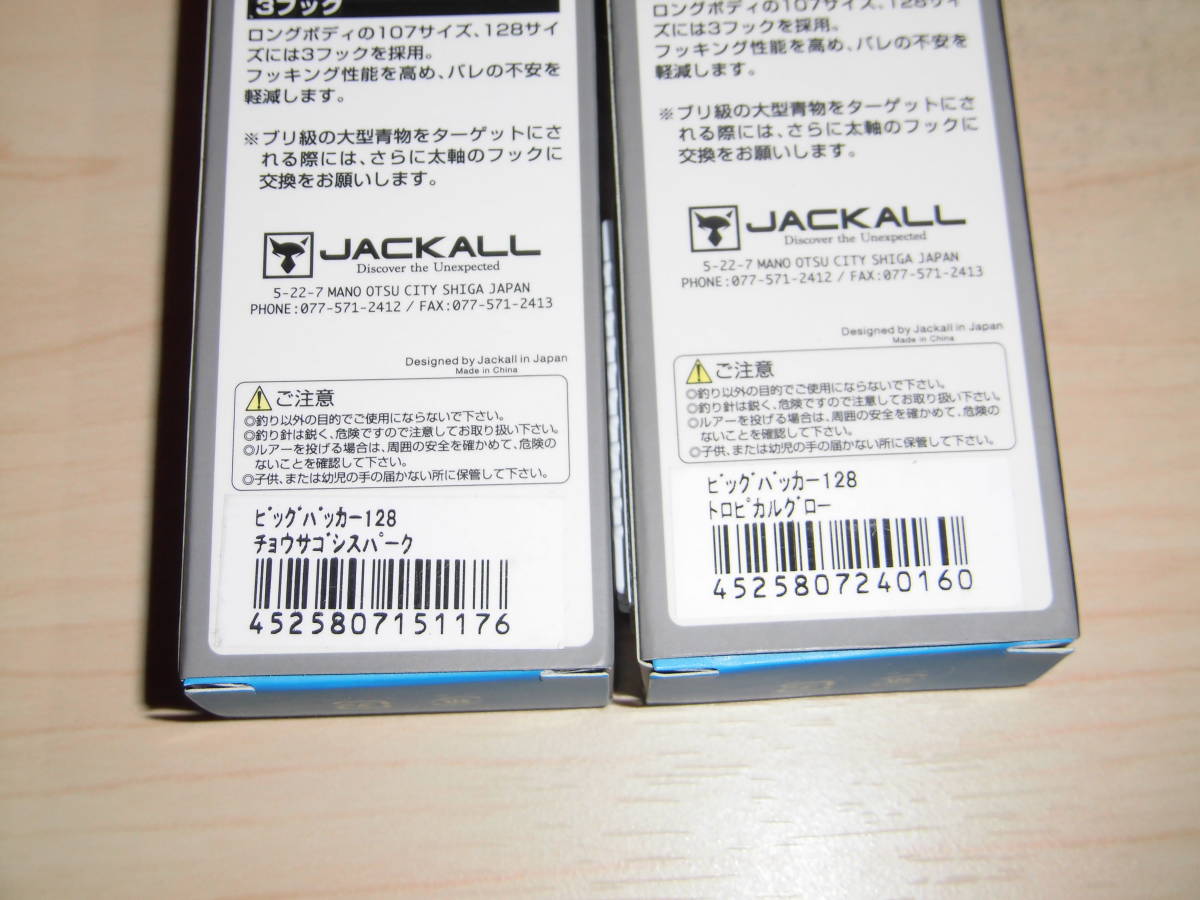 3フック
ロングボディの107サイズ、128サイ
ズには3フックを採用。
フッキング性能を高め、バレの不安を
軽減します。
※ブリ級の大型青物をターゲットにさ
れる際には、さらに太軸のフックに
交換をお願いします。
JACKALL
Discover the Unexpected
5-22-7 MANO OTSU CITY SHIGA JAPAN
PHONE:077-571-2412 / FAX:077-571-2413
Designed by Jackall in Japan
Made in China
ご注意
◎釣り以外の目的でご使用にならないで下さい。
◎釣り針は鋭く、危険ですので注意してお取り扱い下さい。
◎ルアーを投げる場合は、周囲の安全を確かめて、危険の
ないことを確認して下さい。
◎子供、または幼児の手の届かない所に保管して下さい。
ﾋﾞｯｸﾞﾊﾞｯｶｰ128
ﾁｮｳｻｺﾞｼｽﾊﾟｰｸ
4525807151176
ロングボディの107サイズ、128サイ
ズには3フックを採用。
フッキング性能を高め、バレの不安を
軽減します。
※ブリ級の大型青物をターゲットにさ
れる際には、さらに太軸のフックに
交換をお願いします。
JACKALL
Discover the Unexpected
5-22-7 MANO OTSU CITY SHIGA JAPAN
PHONE:077-571-2412 / FAX:077-571-2413
Designed by Jackall in Japan
Made in China
ご注意
◎釣り以外の目的でご使用にならないで下さい。
◎釣り針は鋭く、危険ですので注意してお取り扱い下さい。
◎ルアーを投げる場合は、周囲の安全を確かめて、危険の
ないことを確認して下さい。
◎子供、または幼児の手の届かない所に保管して下さい。
ﾋﾞｯｸﾞﾊﾞｯｶｰ128
ﾄﾛﾋﾟｶﾙｸﾞﾛｰ
4525807240160